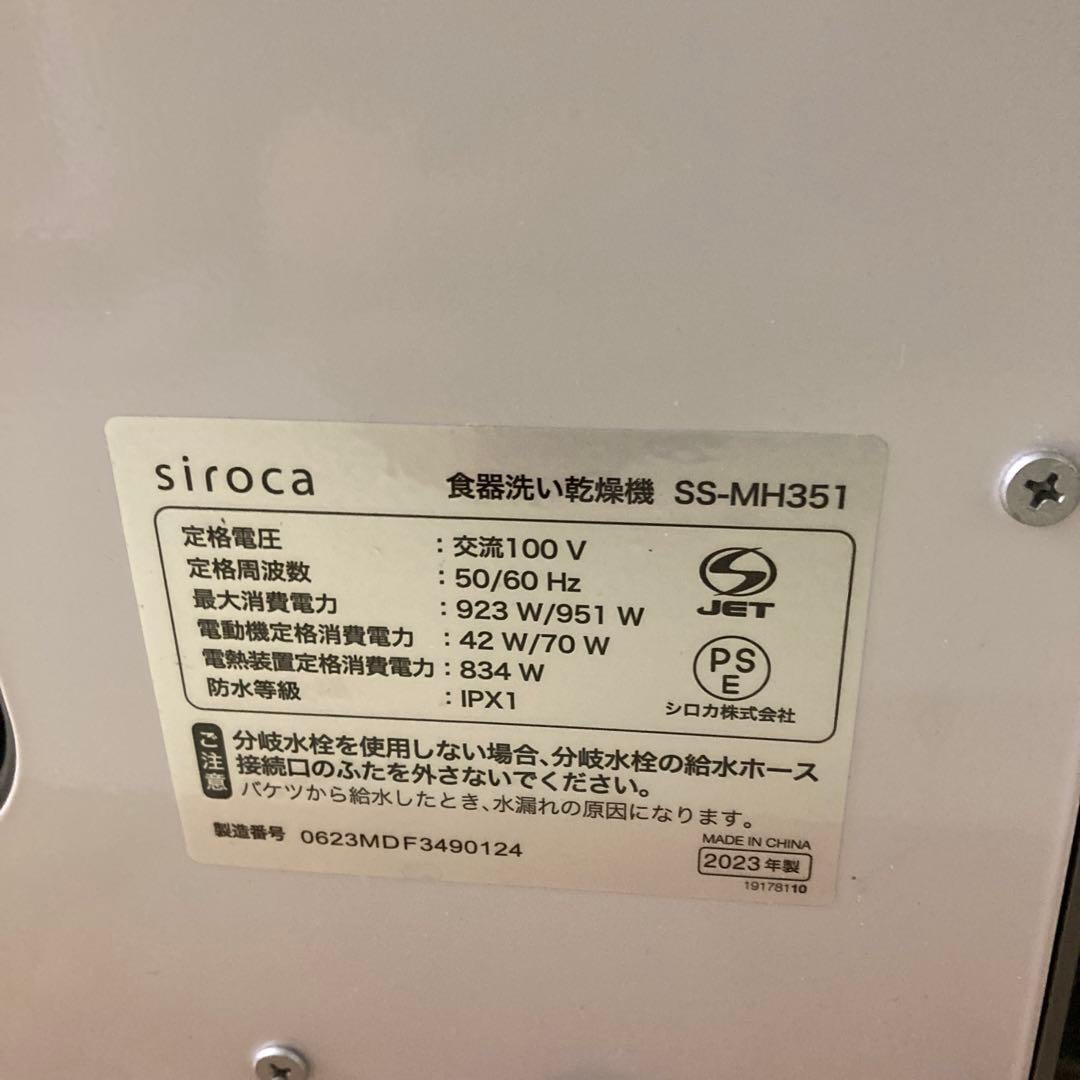 siroca
食器洗い乾燥機 SS-MH351
定格電圧 : 交流100 V
定格周波数 : 50/60 Hz
最大消費電力 : 923 W/951 W
電動機定格消費電力 : 42 W/70 W
電熱装置定格消費電力 : 834 W
防水等級 : IPX1
JET
PSE
シロカ株式会社
ご注意
分岐水栓を使用しない場合、分岐水栓の給水ホース
接続口のふたを外さないでください。
バケツから給水したとき、水漏れの原因になります。
製造番号 0623MDF3490124
MADE IN CHINA
2023年製
19178110